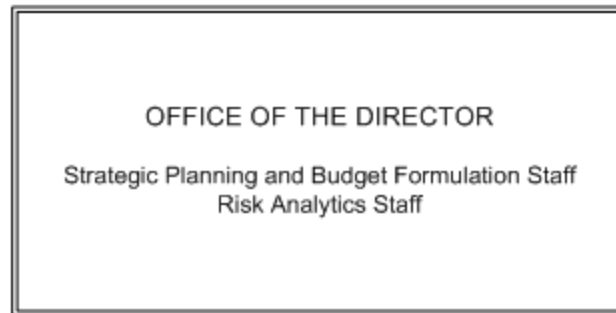 OFFICE OF THE DIRECTOR
Strategic Planning and Budget Formulation Staff
Risk Analytics Staff